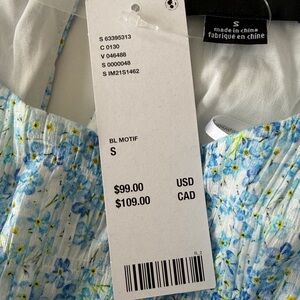 S 63395313
C 0130
V 046488
S 0000048
S IM21S1462
BL MOTIF
S
$99.00 USD
$109.00 CAD
S
made in china
fabriqué en chine